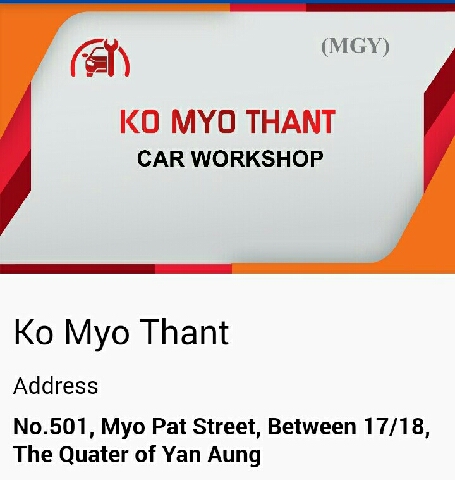 (MGY)
KO MYO THANT
CAR WORKSHOP
Ko Myo Thant
Address
No.501, Myo Pat Street, Between 17/18,
The Quater of Yan Aung